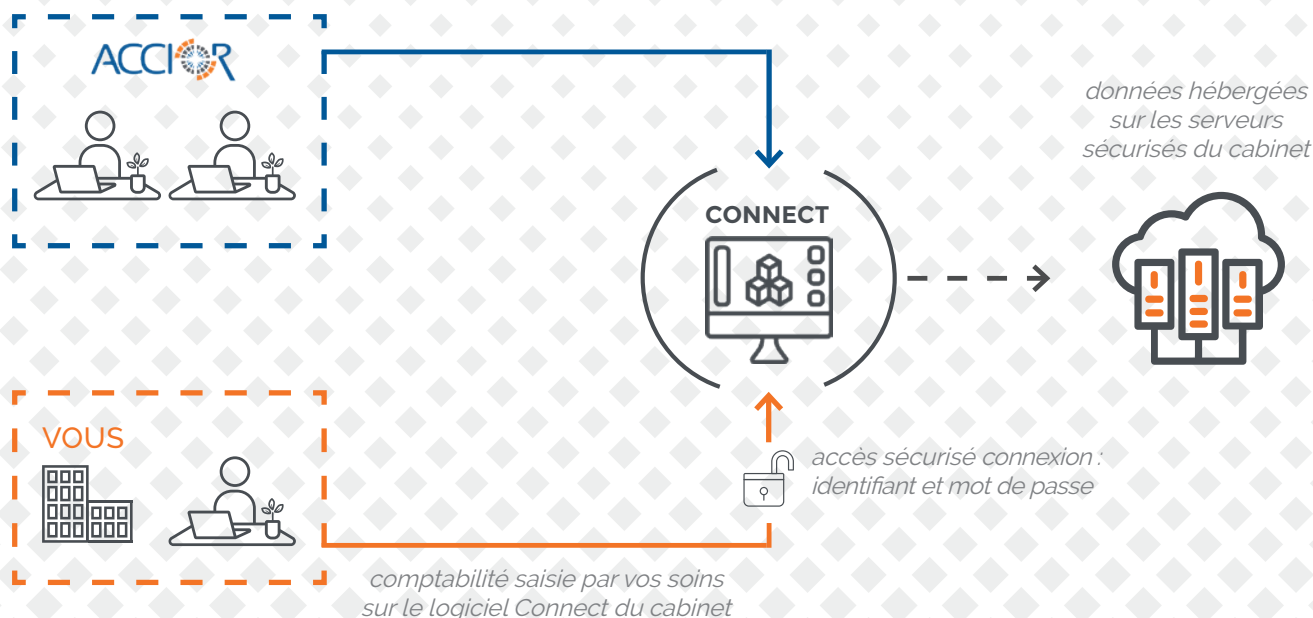 ACCIOR
données hébergées
sur les serveurs
sécurisés du cabinet
CONNECT
VOUS
accès sécurisé connexion :
identifiant et mot de passe
comptabilité saisie par vos soins
sur le logiciel Connect du cabinet